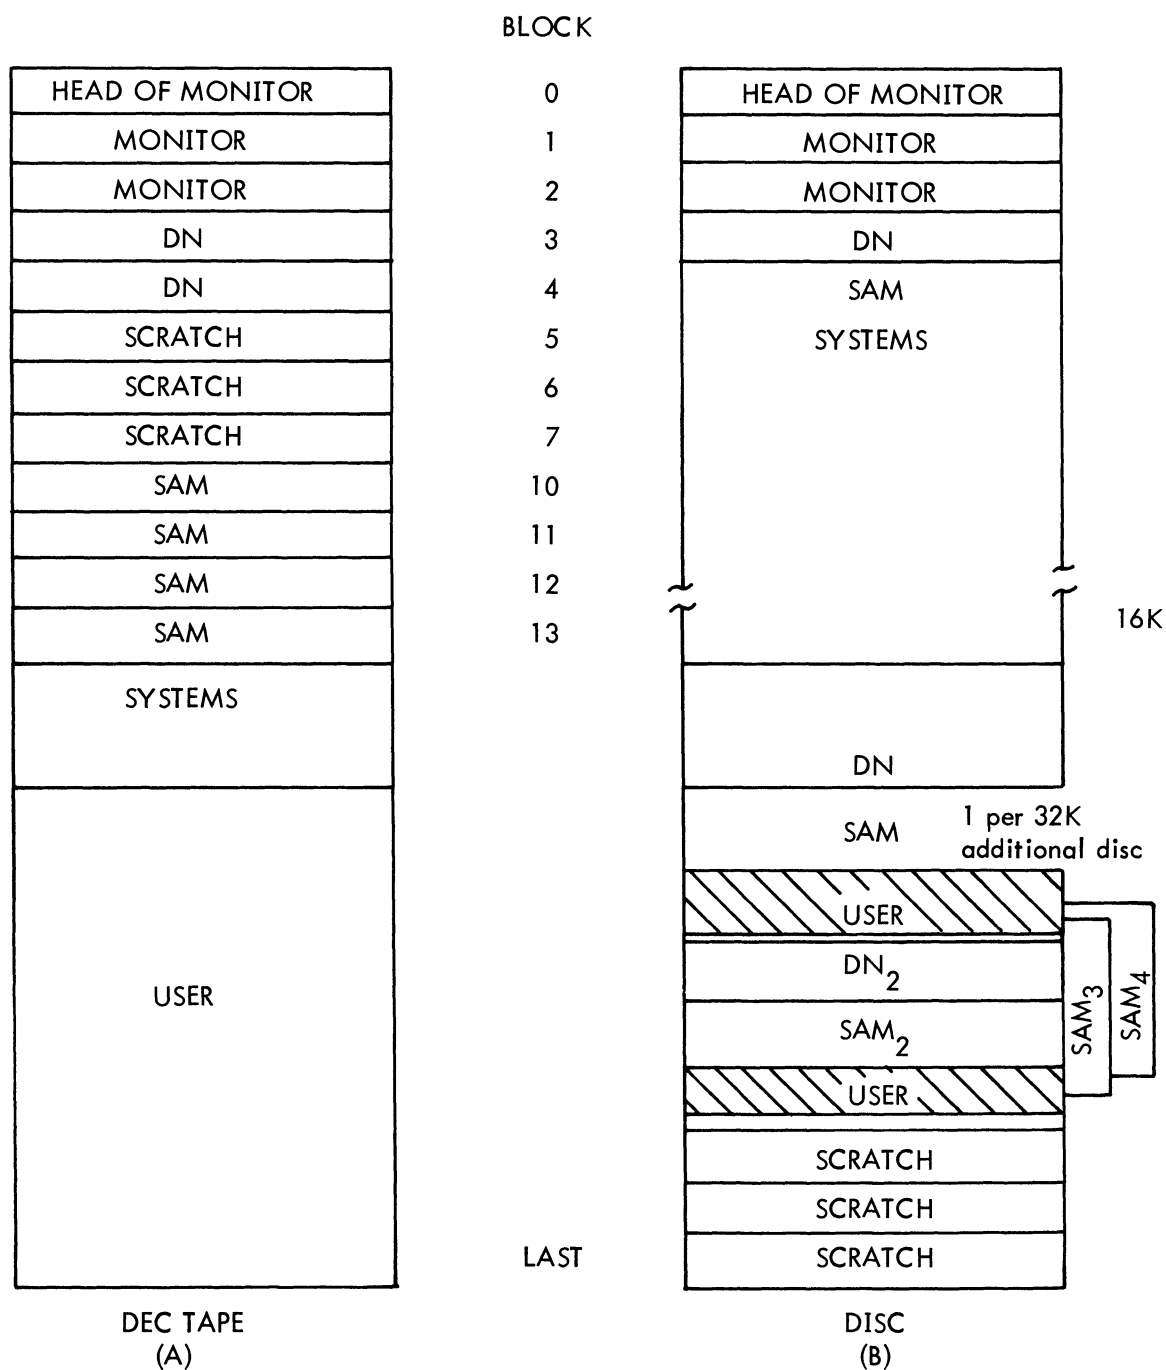 BLOCK
HEAD OF MONITOR 0 HEAD OF MONITOR
MONITOR 1 MONITOR
MONITOR 2 MONITOR
DN 3 DN
DN 4 SAM
SCRATCH 5 SYSTEMS
SCRATCH 6
SCRATCH 7
SAM 10
SAM 11
SAM 12
SAM 13 16K
SYSTEMS
DN
SAM 1 per 32K
additional disc
USER
DN2
USER SAM3 SAM4
SAM2
USER
SCRATCH
SCRATCH
LAST SCRATCH
DEC TAPE DISC
(A) (B)